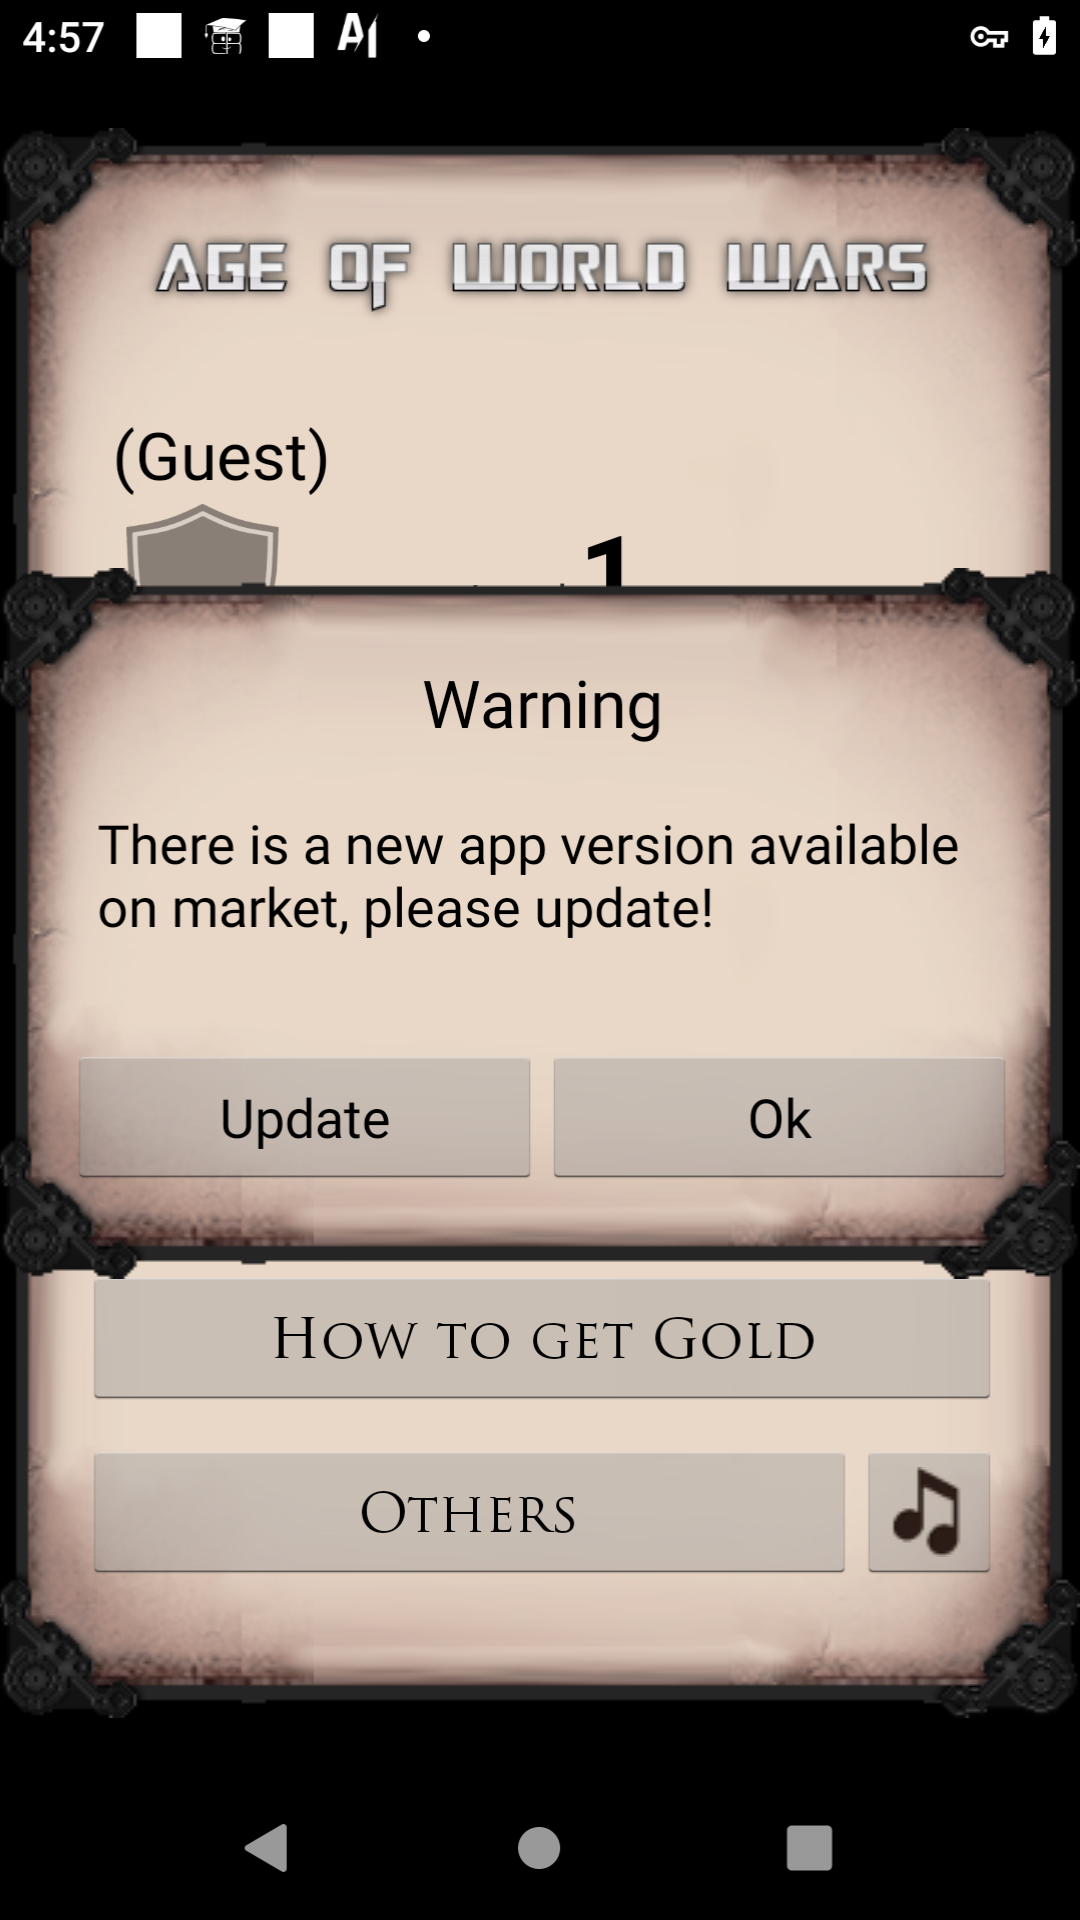 4:57
AGE OF WORLD WARS
(Guest)
1
Warning
There is a new app version available
on market, please update!
Update
Ok
HOW TO GET GOLD
OTHERS